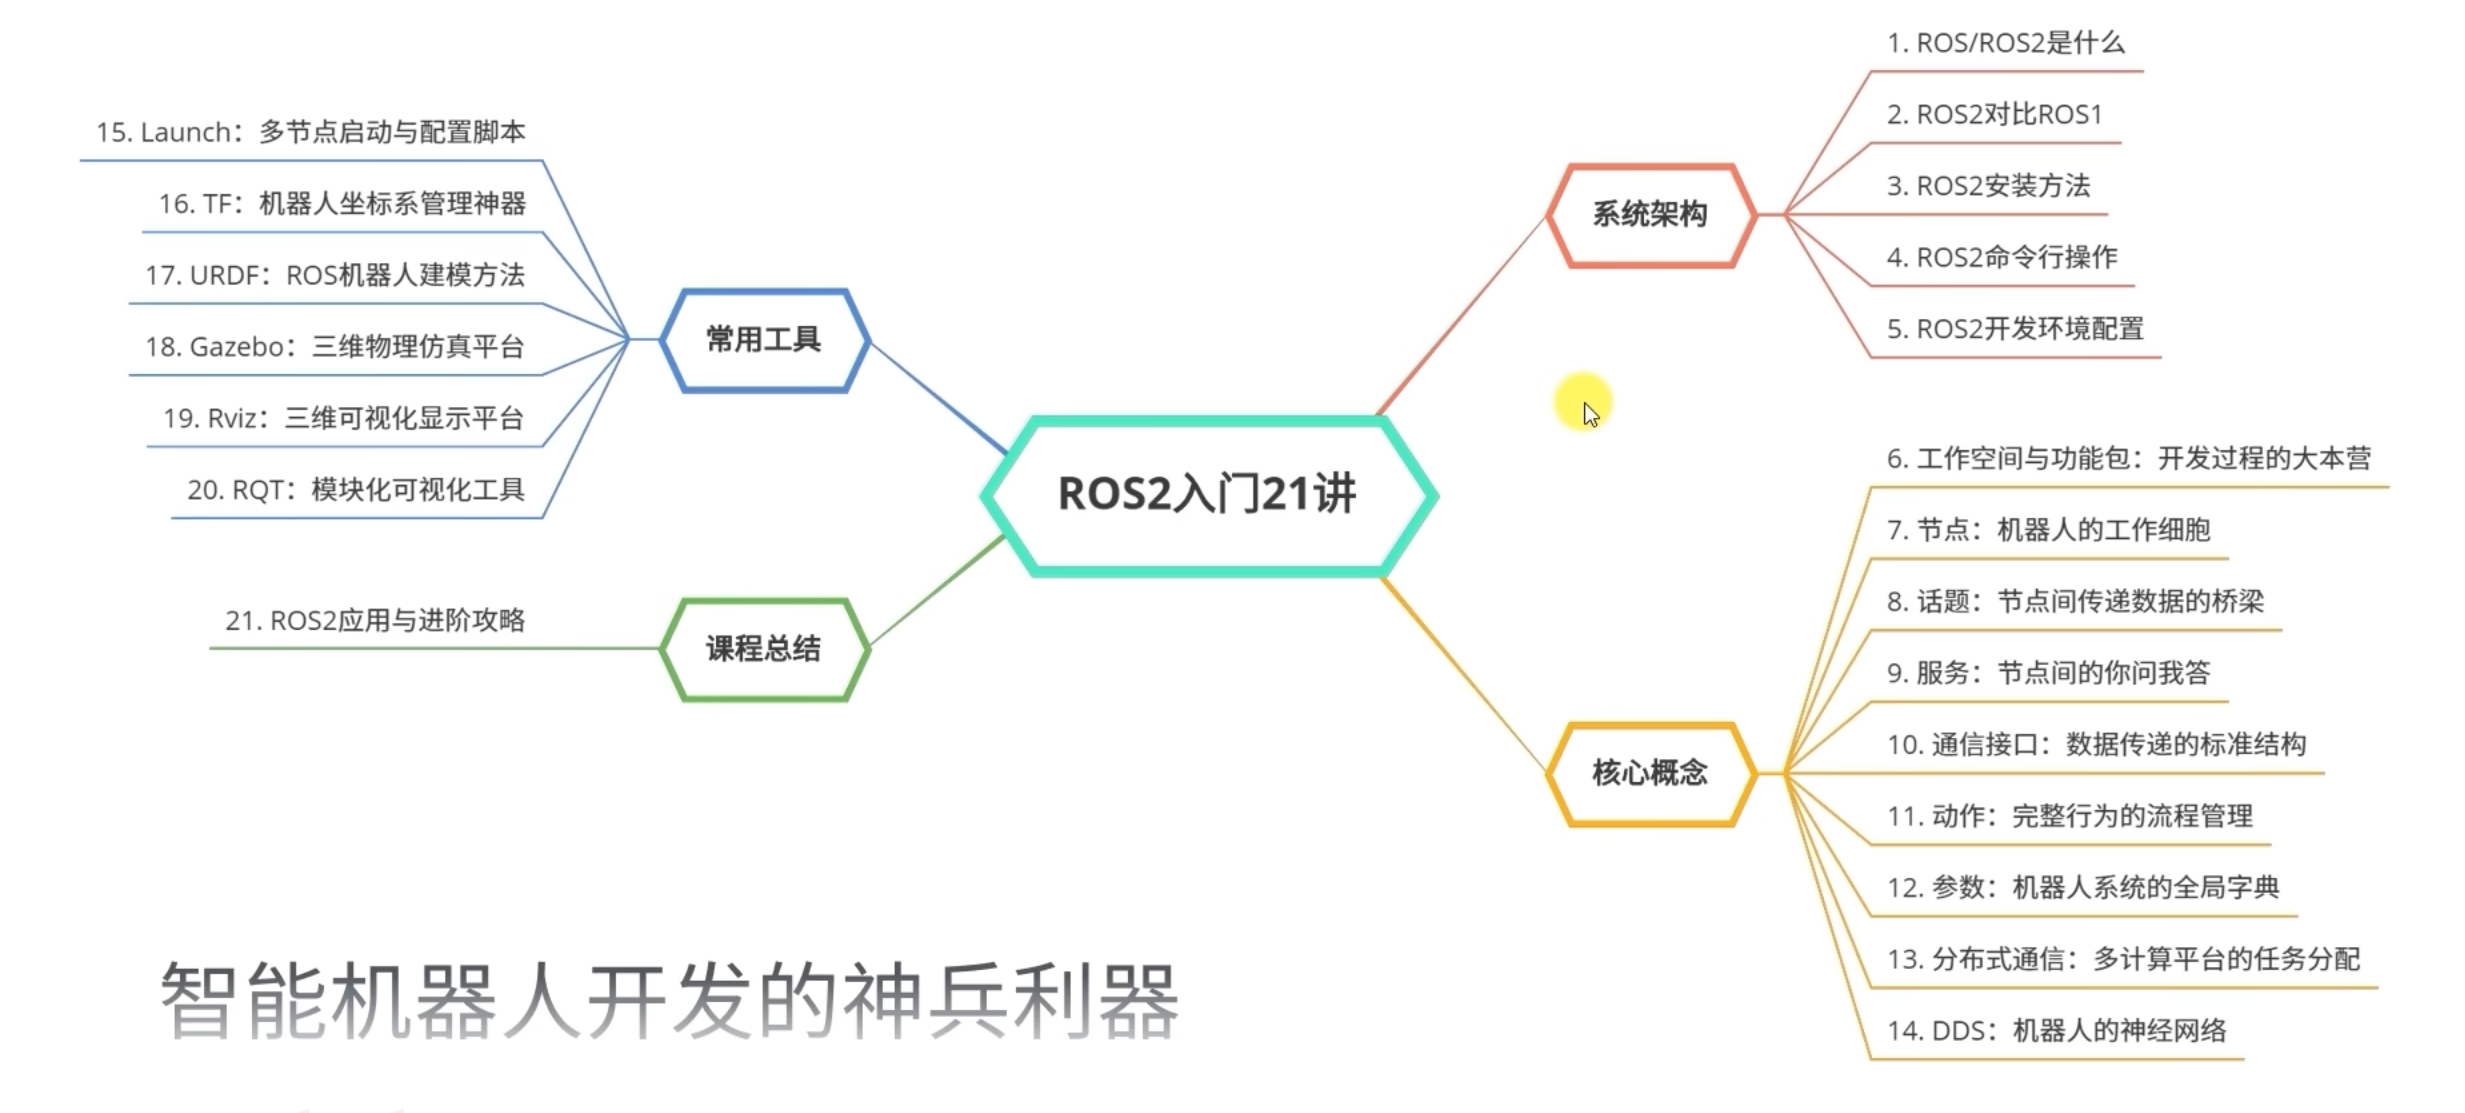 ROS2入门21讲
系统架构
1. ROS/ROS2是什么
2. ROS2对比ROS1
3. ROS2安装方法
4. ROS2命令行操作
5. ROS2开发环境配置
核心概念
6. 工作空间与功能包：开发过程的大本营
7. 节点：机器人的工作细胞
8. 话题：节点间传递数据的桥梁
9. 服务：节点间的你问我答
10. 通信接口：数据传递的标准结构
11. 动作：完整行为的流程管理
12. 参数：机器人系统的全局字典
13. 分布式通信：多计算平台的任务分配
14. DDS：机器人的神经网络
常用工具
15. Launch：多节点启动与配置脚本
16. TF：机器人坐标系管理神器
17. URDF：ROS机器人建模方法
18. Gazebo：三维物理仿真平台
19. Rviz：三维可视化显示平台
20. RQT：模块化可视化工具
课程总结
21. ROS2应用与进阶攻略
智能机器人开发的神兵利器